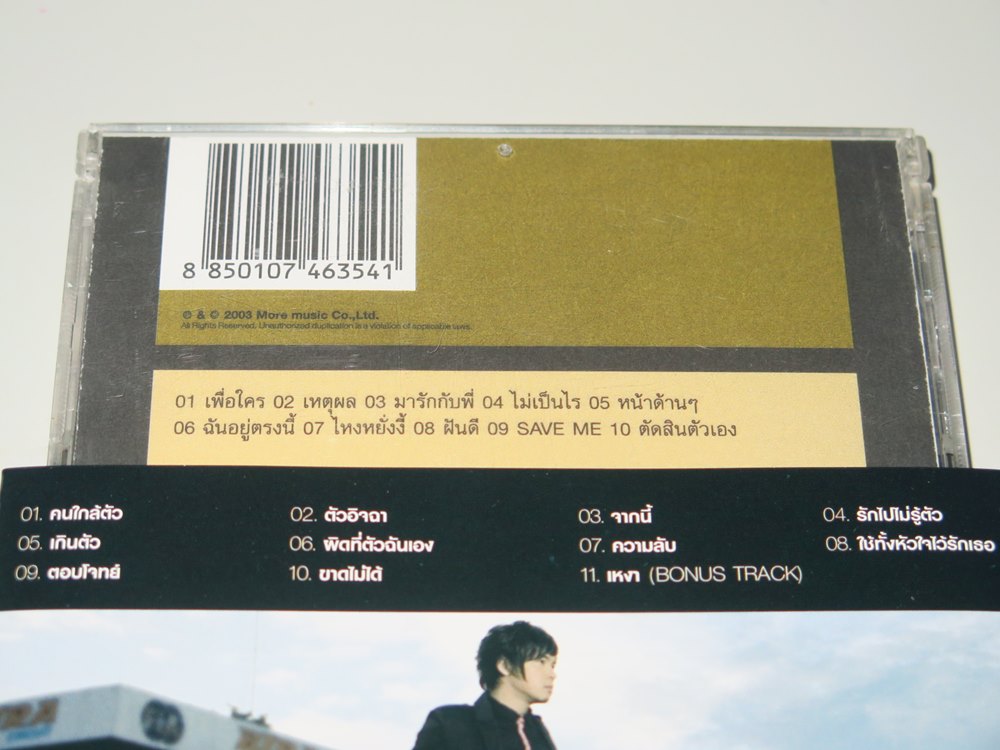 8 850107 463541
℗ & © 2003 More music Co.,Ltd.
All Rights Reserved. Unauthorized duplication is a violation of applicable laws.
01 เพื่อใคร 02 เหตุผล 03 มารักกับพี่ 04 ไม่เป็นไร 05 หน้าด้านๆ
06 ฉันอยู่ตรงนี้ 07 ไหงหยั่งงี้ 08 ฝันดี 09 SAVE ME 10 ตัดสินตัวเอง
01. คนใกล้ตัว 02. ตัวอิจฉา 03. จากนี้ 04. รักไปไม่รู้ตัว
05. เกินตัว 06. ผิดที่ตัวฉันเอง 07. ความลับ 08. ใช้ทั้งหัวใจไว้รักเธอ
09. ตอบโจทย์ 10. ขาดไม่ได้ 11. เหงา (BONUS TRACK)